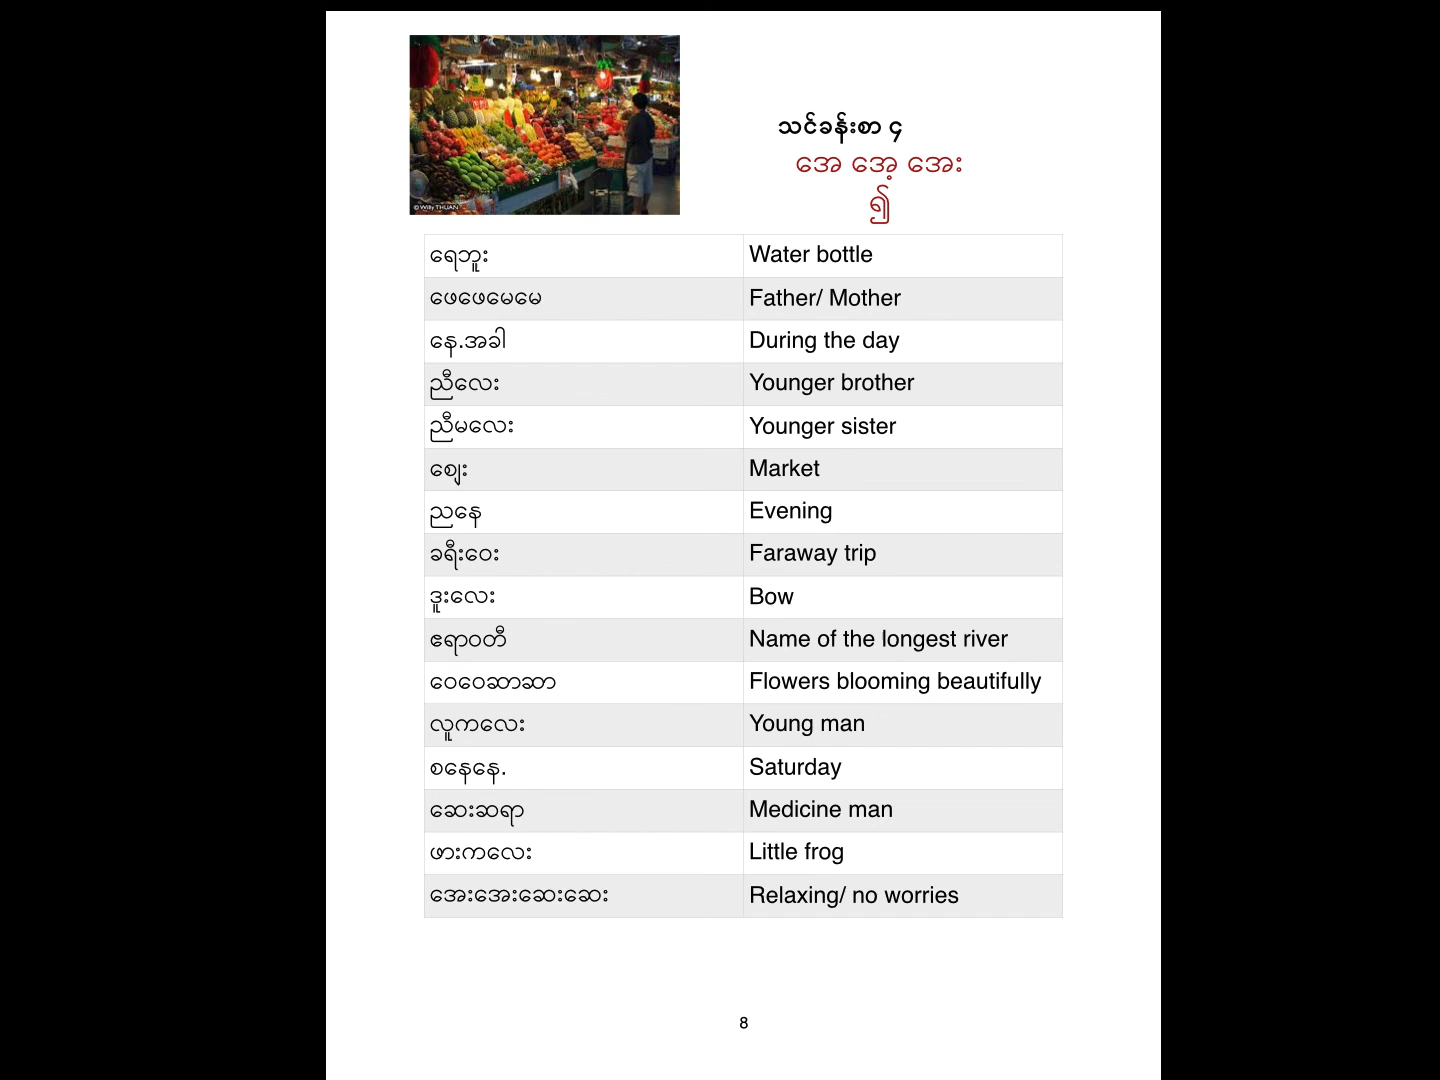 © Willy THUAN
သင်ခန်းစာ ၄
အေ အေ့ အေး
၍
ရေဘူး Water bottle
ဖေဖေမေမေ Father/ Mother
နေ.အခါ During the day
ညီလေး Younger brother
ညီမလေး Younger sister
ဈေး Market
ညနေ Evening
ခရီးဝေး Faraway trip
ဒူးလေး Bow
ဧရာဝတီ Name of the longest river
ဝေဝေဆာဆာ Flowers blooming beautifully
လူကလေး Young man
စနေနေ. Saturday
ဆေးဆရာ Medicine man
ဖားကလေး Little frog
အေးအေးဆေးဆေး Relaxing/ no worries
8